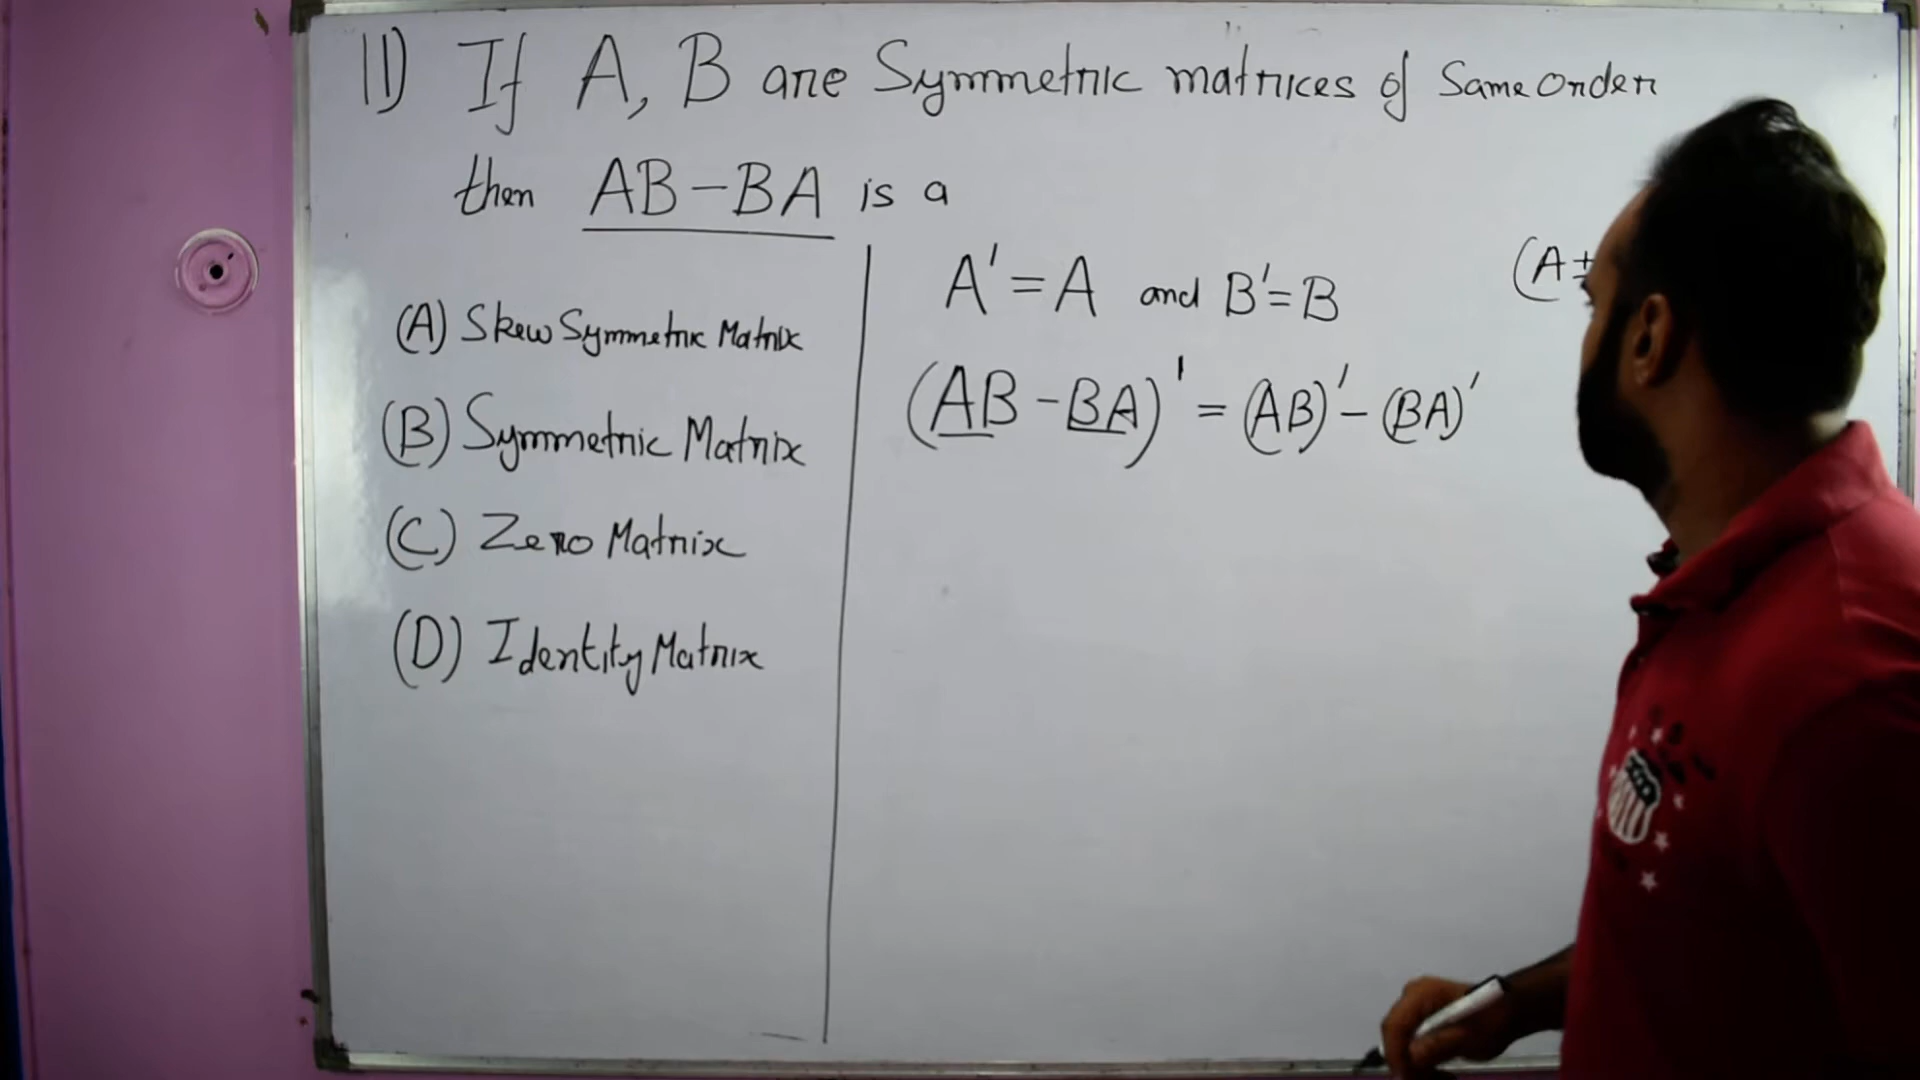 11) If A, B are Symmetric matrices of Same Order
then AB-BA is a
(A) Skew Symmetric Matrix
(B) Symmetric Matrix
(C) Zero Matrix
(D) Identity Matrix
A' = A and B' = B
(AB - BA)' = (AB)' - (BA)'
(A±